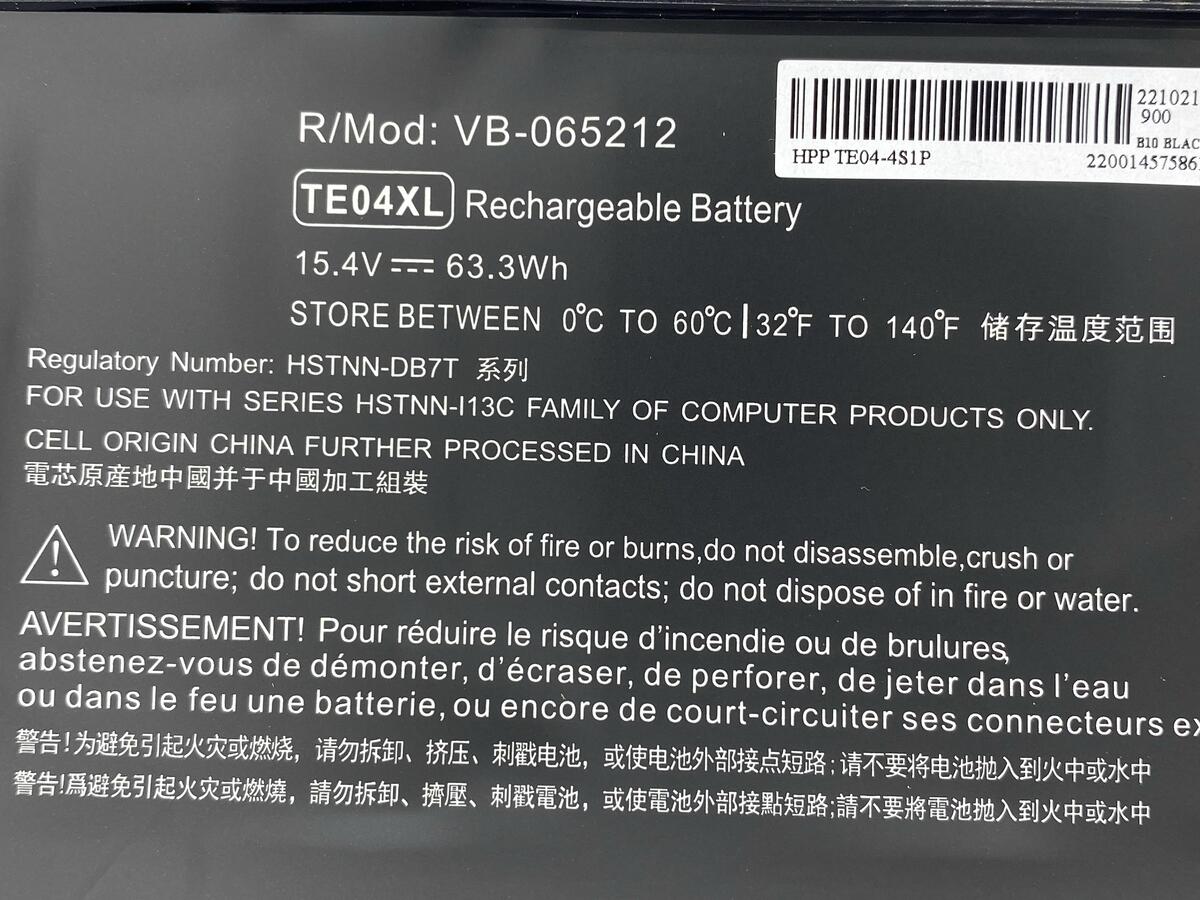 221021
900
B10 BLAC
HPP TE04-4S1P
R/Mod: VB-065212
TE04XL Rechargeable Battery
15.4V ⎓ 63.3Wh
STORE BETWEEN 0℃ TO 60℃|32℉ TO 140℉ 储存温度范围
Regulatory Number: HSTNN-DB7T 系列
FOR USE WITH SERIES HSTNN-I13C FAMILY OF COMPUTER PRODUCTS ONLY.
CELL ORIGIN CHINA FURTHER PROCESSED IN CHINA
電芯原産地中國并于中國加工組裝
WARNING! To reduce the risk of fire or burns,do not disassemble,crush or
puncture; do not short external contacts; do not dispose of in fire or water.
AVERTISSEMENT! Pour réduire le risque d'incendie ou de brulures,
abstenez-vous de démonter, d'écraser, de perforer, de jeter dans l'eau
ou dans le feu une batterie, ou encore de court-circuiter ses connecteurs ex
警告!为避免引起火灾或燃烧，请勿拆卸、挤压、刺戳电池，或使电池外部接点短路;请不要将电池抛入到火中或水中
警告!爲避免引起火灾或燃燒，請勿拆卸、擠壓、刺戳電池，或使電池外部接點短路;請不要將電池抛入到火中或水中